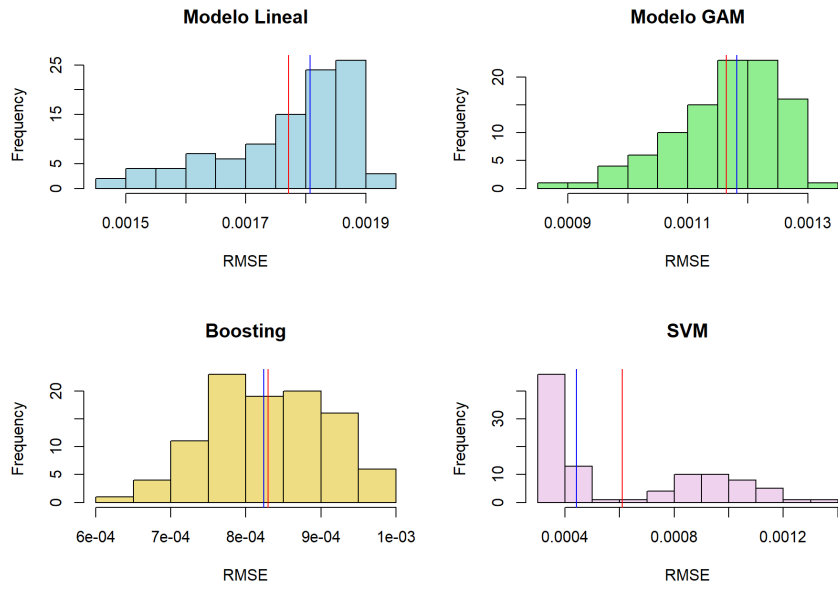 Modelo Lineal
Frequency
0 5 15 25
0.0015 0.0017 0.0019
RMSE
Modelo GAM
Frequency
0 5 10 20
0.0009 0.0011 0.0013
RMSE
Boosting
Frequency
0 5 10 20
6e-04 7e-04 8e-04 9e-04 1e-03
RMSE
SVM
Frequency
0 10 30
0.0004 0.0008 0.0012
RMSE